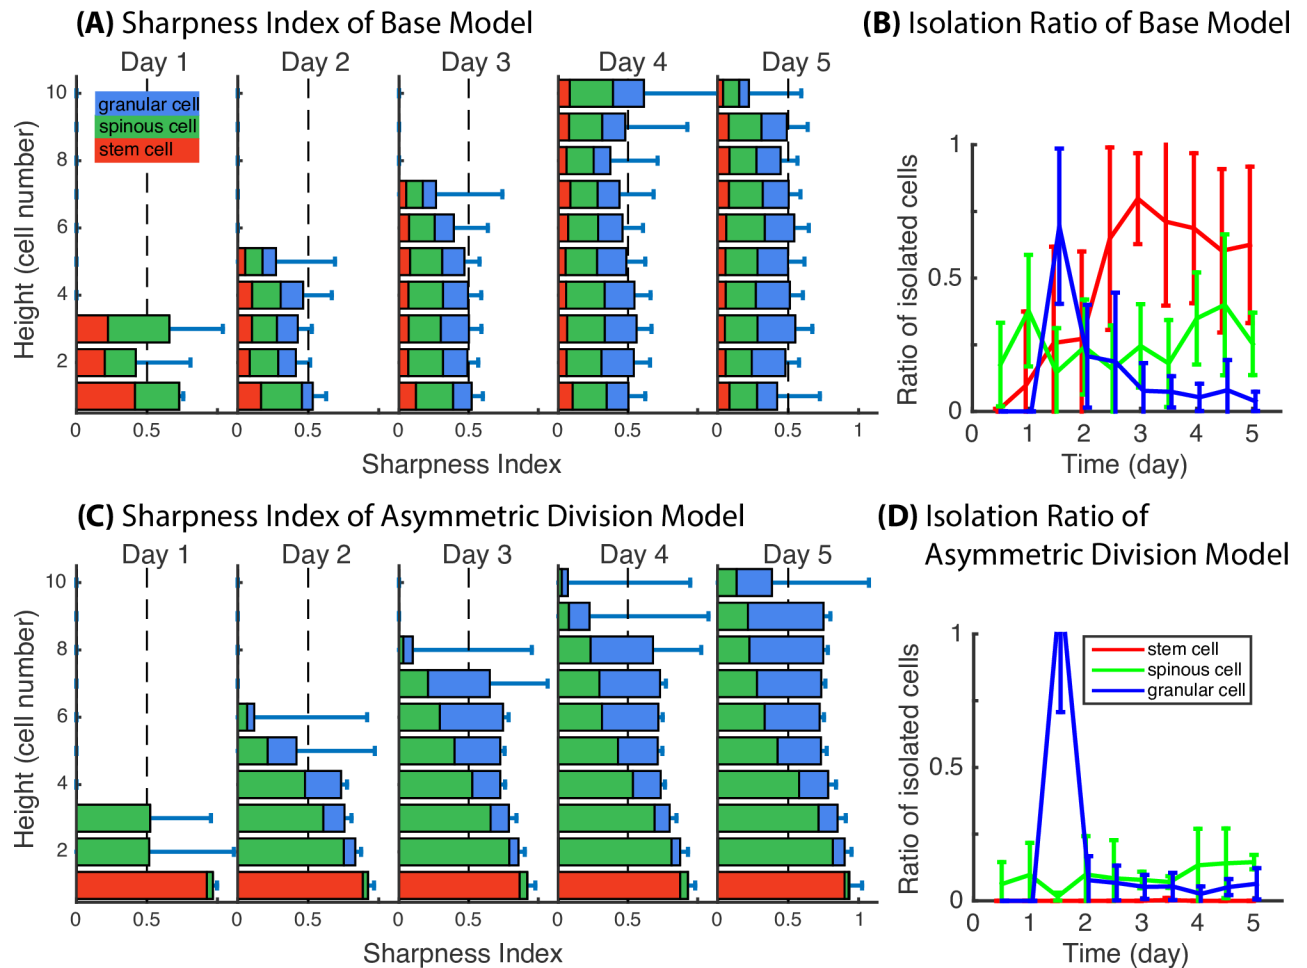 (A) Sharpness Index of Base Model
Day 1 Day 2 Day 3 Day 4 Day 5
granular cell
spinous cell
stem cell
Height (cell number)
10
8
6
4
2
0 0.5 0 0.5 0 0.5 0 0.5 0 0.5 1
Sharpness Index
(B) Isolation Ratio of Base Model
Ratio of isolated cells
1
0.5
0
0 1 2 3 4 5
Time (day)
(C) Sharpness Index of Asymmetric Division Model
Day 1 Day 2 Day 3 Day 4 Day 5
Height (cell number)
10
8
6
4
2
0 0.5 0 0.5 0 0.5 0 0.5 0 0.5 1
Sharpness Index
(D) Isolation Ratio of
Asymmetric Division Model
stem cell
spinous cell
granular cell
Ratio of isolated cells
1
0.5
0
0 1 2 3 4 5
Time (day)